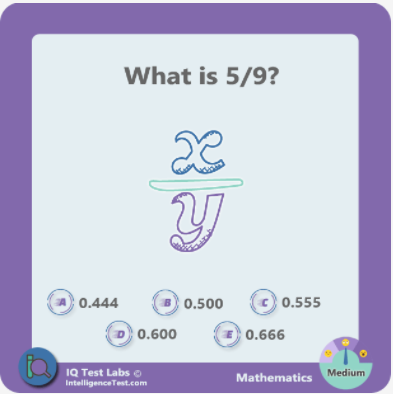 What is 5/9?
x
y
A 0.444 B 0.500 C 0.555
D 0.600 E 0.666
IQ Test Labs ©
IntelligenceTest.com
Mathematics
Medium